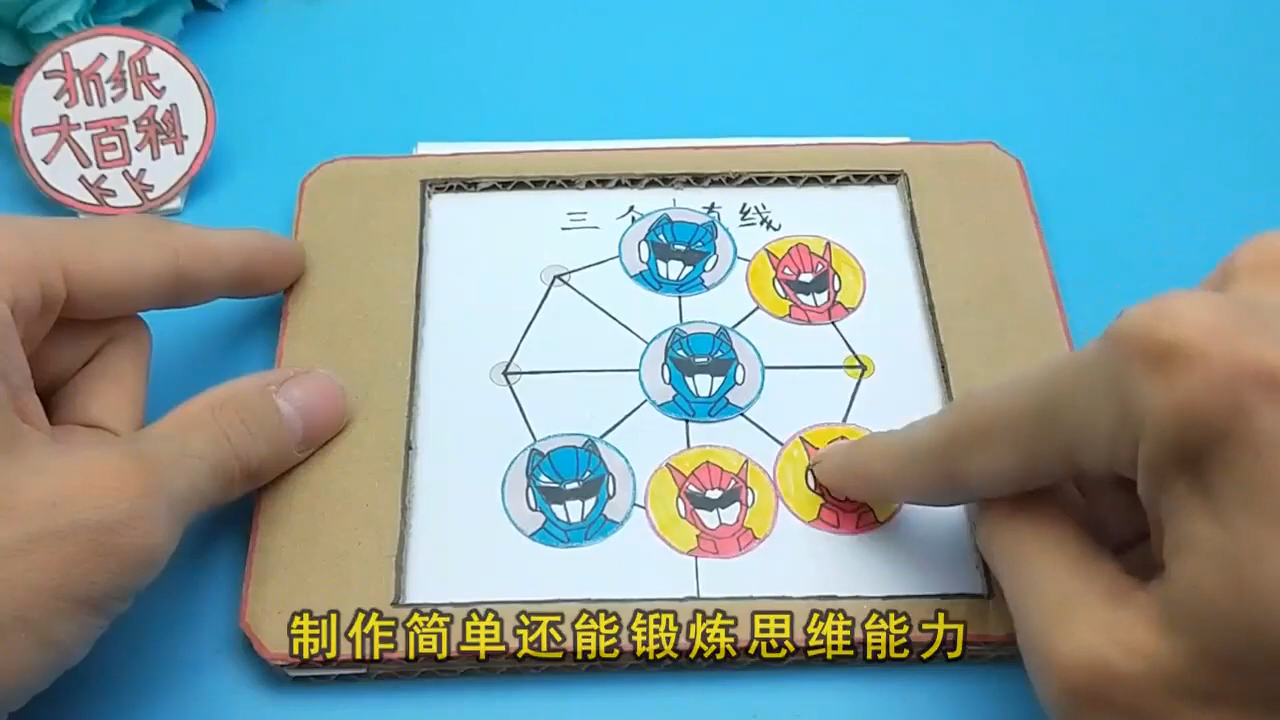 折纸
大百科
卡卡
三个 直线
制作简单还能锻炼思维能力